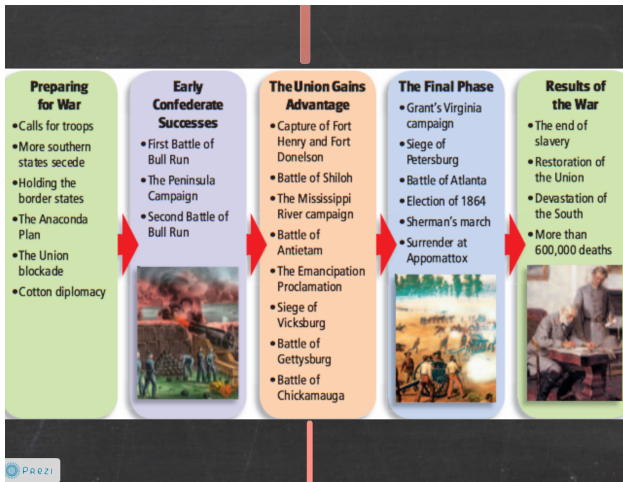 Preparing
for War
•Calls for troops
•More southern
states secede
•Holding the
border states
•The Anaconda
Plan
•The Union
blockade
•Cotton diplomacy
Early
Confederate
Successes
•First Battle of
Bull Run
•The Peninsula
Campaign
•Second Battle of
Bull Run
The Union Gains
Advantage
•Capture of Fort
Henry and Fort
Donelson
•Battle of Shiloh
•The Mississippi
River campaign
•Battle of
Antietam
•The Emancipation
Proclamation
•Siege of
Vicksburg
•Battle of
Gettysburg
•Battle of
Chickamauga
The Final Phase
•Grant's Virginia
campaign
•Siege of
Petersburg
•Battle of Atlanta
•Election of 1864
•Sherman's march
•Surrender at
Appomattox
Results of
the War
•The end of
slavery
•Restoration of
the Union
•Devastation of
the South
•More than
600,000 deaths
Prezi